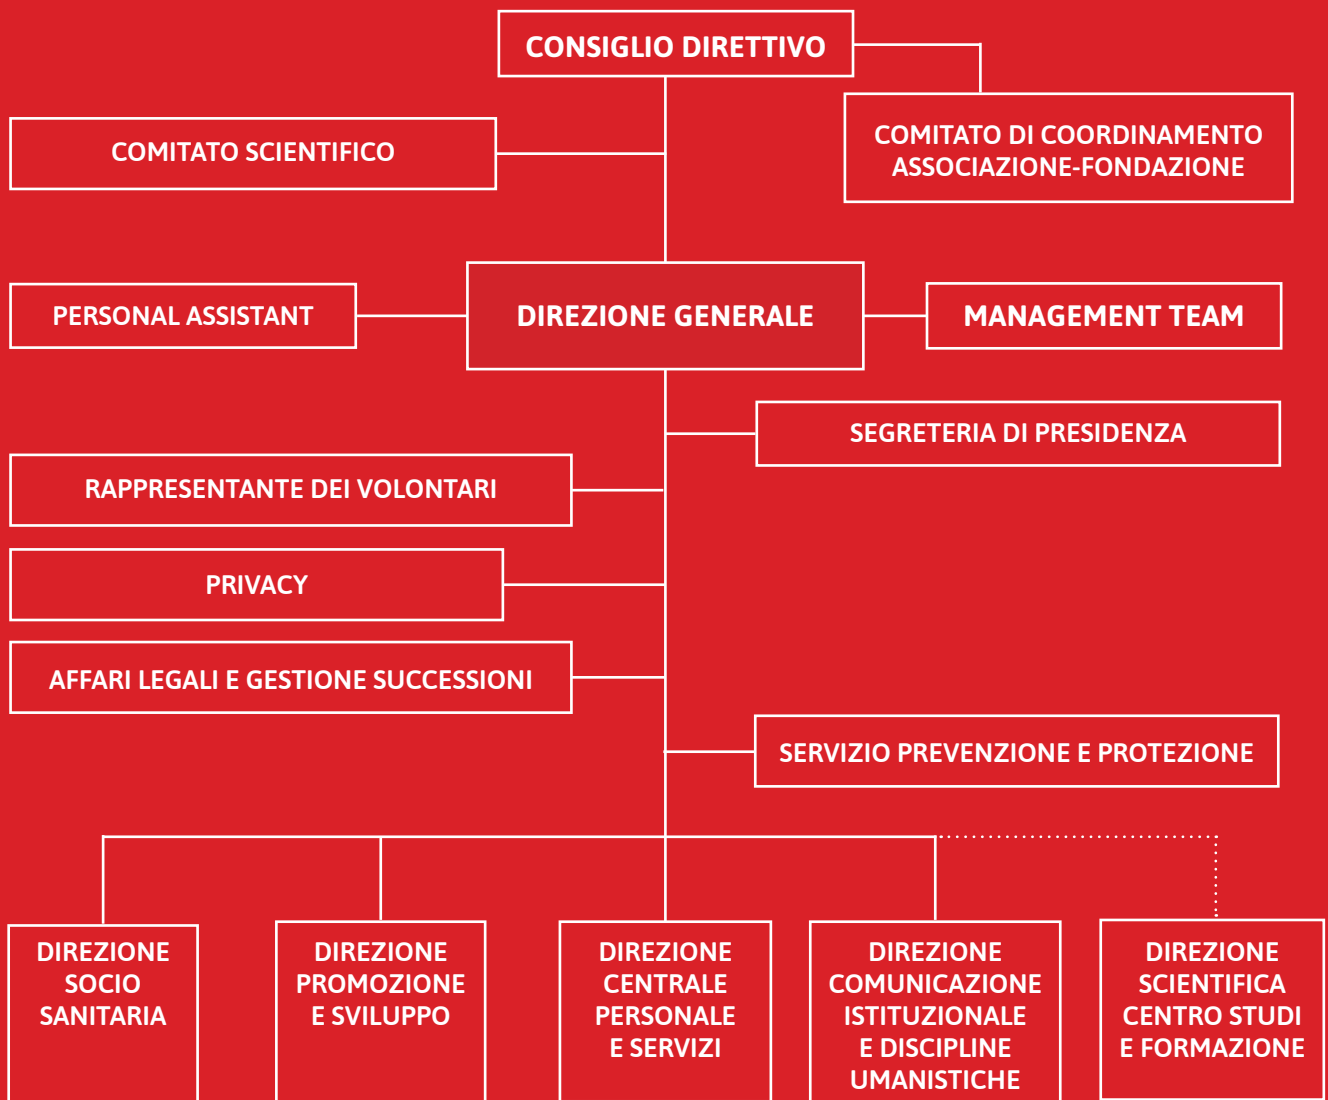 CONSIGLIO DIRETTIVO
COMITATO DI COORDINAMENTO
ASSOCIAZIONE-FONDAZIONE
COMITATO SCIENTIFICO
PERSONAL ASSISTANT
DIREZIONE GENERALE
MANAGEMENT TEAM
SEGRETERIA DI PRESIDENZA
RAPPRESENTANTE DEI VOLONTARI
PRIVACY
AFFARI LEGALI E GESTIONE SUCCESSIONI
SERVIZIO PREVENZIONE E PROTEZIONE
DIREZIONE
SOCIO
SANITARIA
DIREZIONE
PROMOZIONE
E SVILUPPO
DIREZIONE
CENTRALE
PERSONALE
E SERVIZI
DIREZIONE
COMUNICAZIONE
ISTITUZIONALE
E DISCIPLINE
UMANISTICHE
DIREZIONE
SCIENTIFICA
CENTRO STUDI
E FORMAZIONE